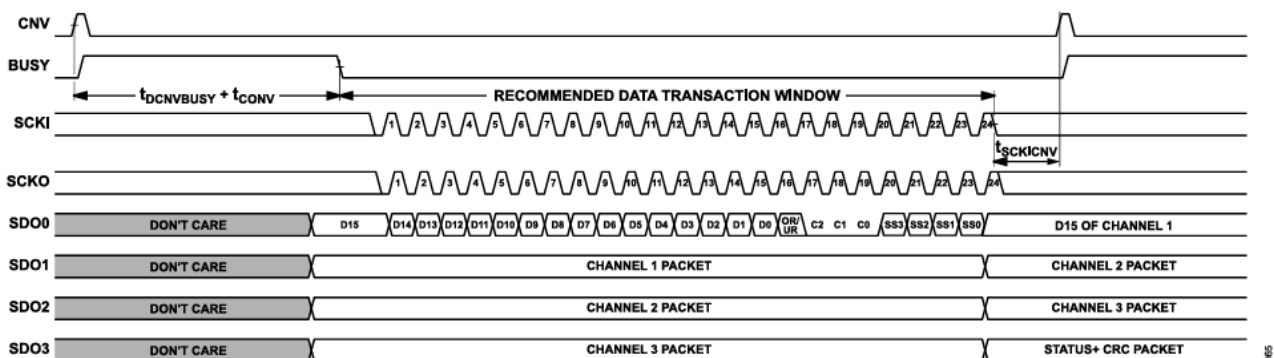 CNV
BUSY
tDCNVBUSY + tCONV
RECOMMENDED DATA TRANSACTION WINDOW
SCKI
1 2 3 4 5 6 7 8 9 10 11 12 13 14 15 16 17 18 19 20 21 22 23 24
tSCKICNV
SCKO
1 2 3 4 5 6 7 8 9 10 11 12 13 14 15 16 17 18 19 20 21 22 23 24
SDO0 DON'T CARE D15 D14 D13 D12 D11 D10 D9 D8 D7 D6 D5 D4 D3 D2 D1 D0 OR/UR C2 C1 C0 SS3 SS2 SS1 SS0 D15 OF CHANNEL 1
SDO1 DON'T CARE CHANNEL 1 PACKET CHANNEL 2 PACKET
SDO2 DON'T CARE CHANNEL 2 PACKET CHANNEL 3 PACKET
SDO3 DON'T CARE CHANNEL 3 PACKET STATUS+ CRC PACKET